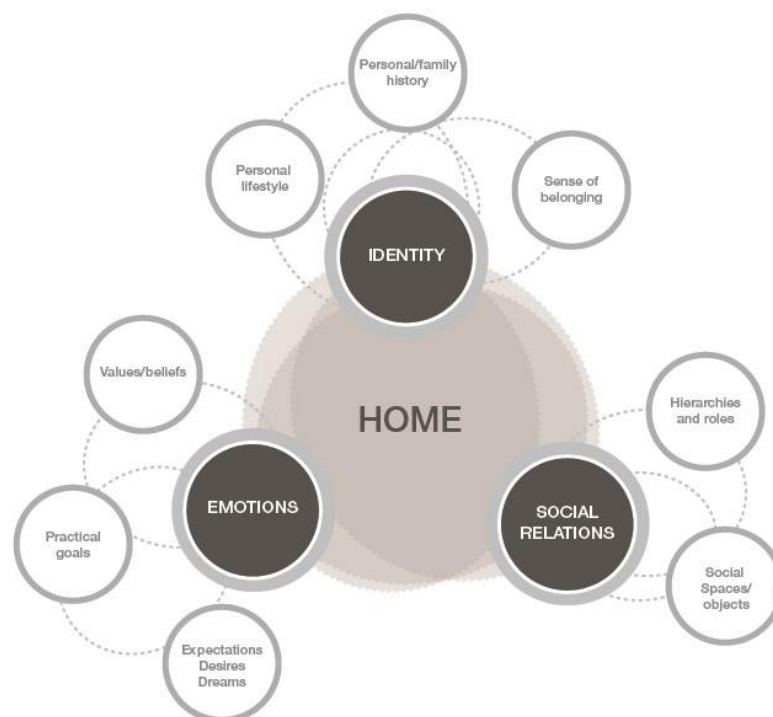 Personal/family
history
Personal
lifestyle
Sense of
belonging
IDENTITY
Values/beliefs
HOME
Hierarchies
and roles
EMOTIONS
SOCIAL
RELATIONS
Practical
goals
Social
Spaces/
objects
Expectations
Desires
Dreams